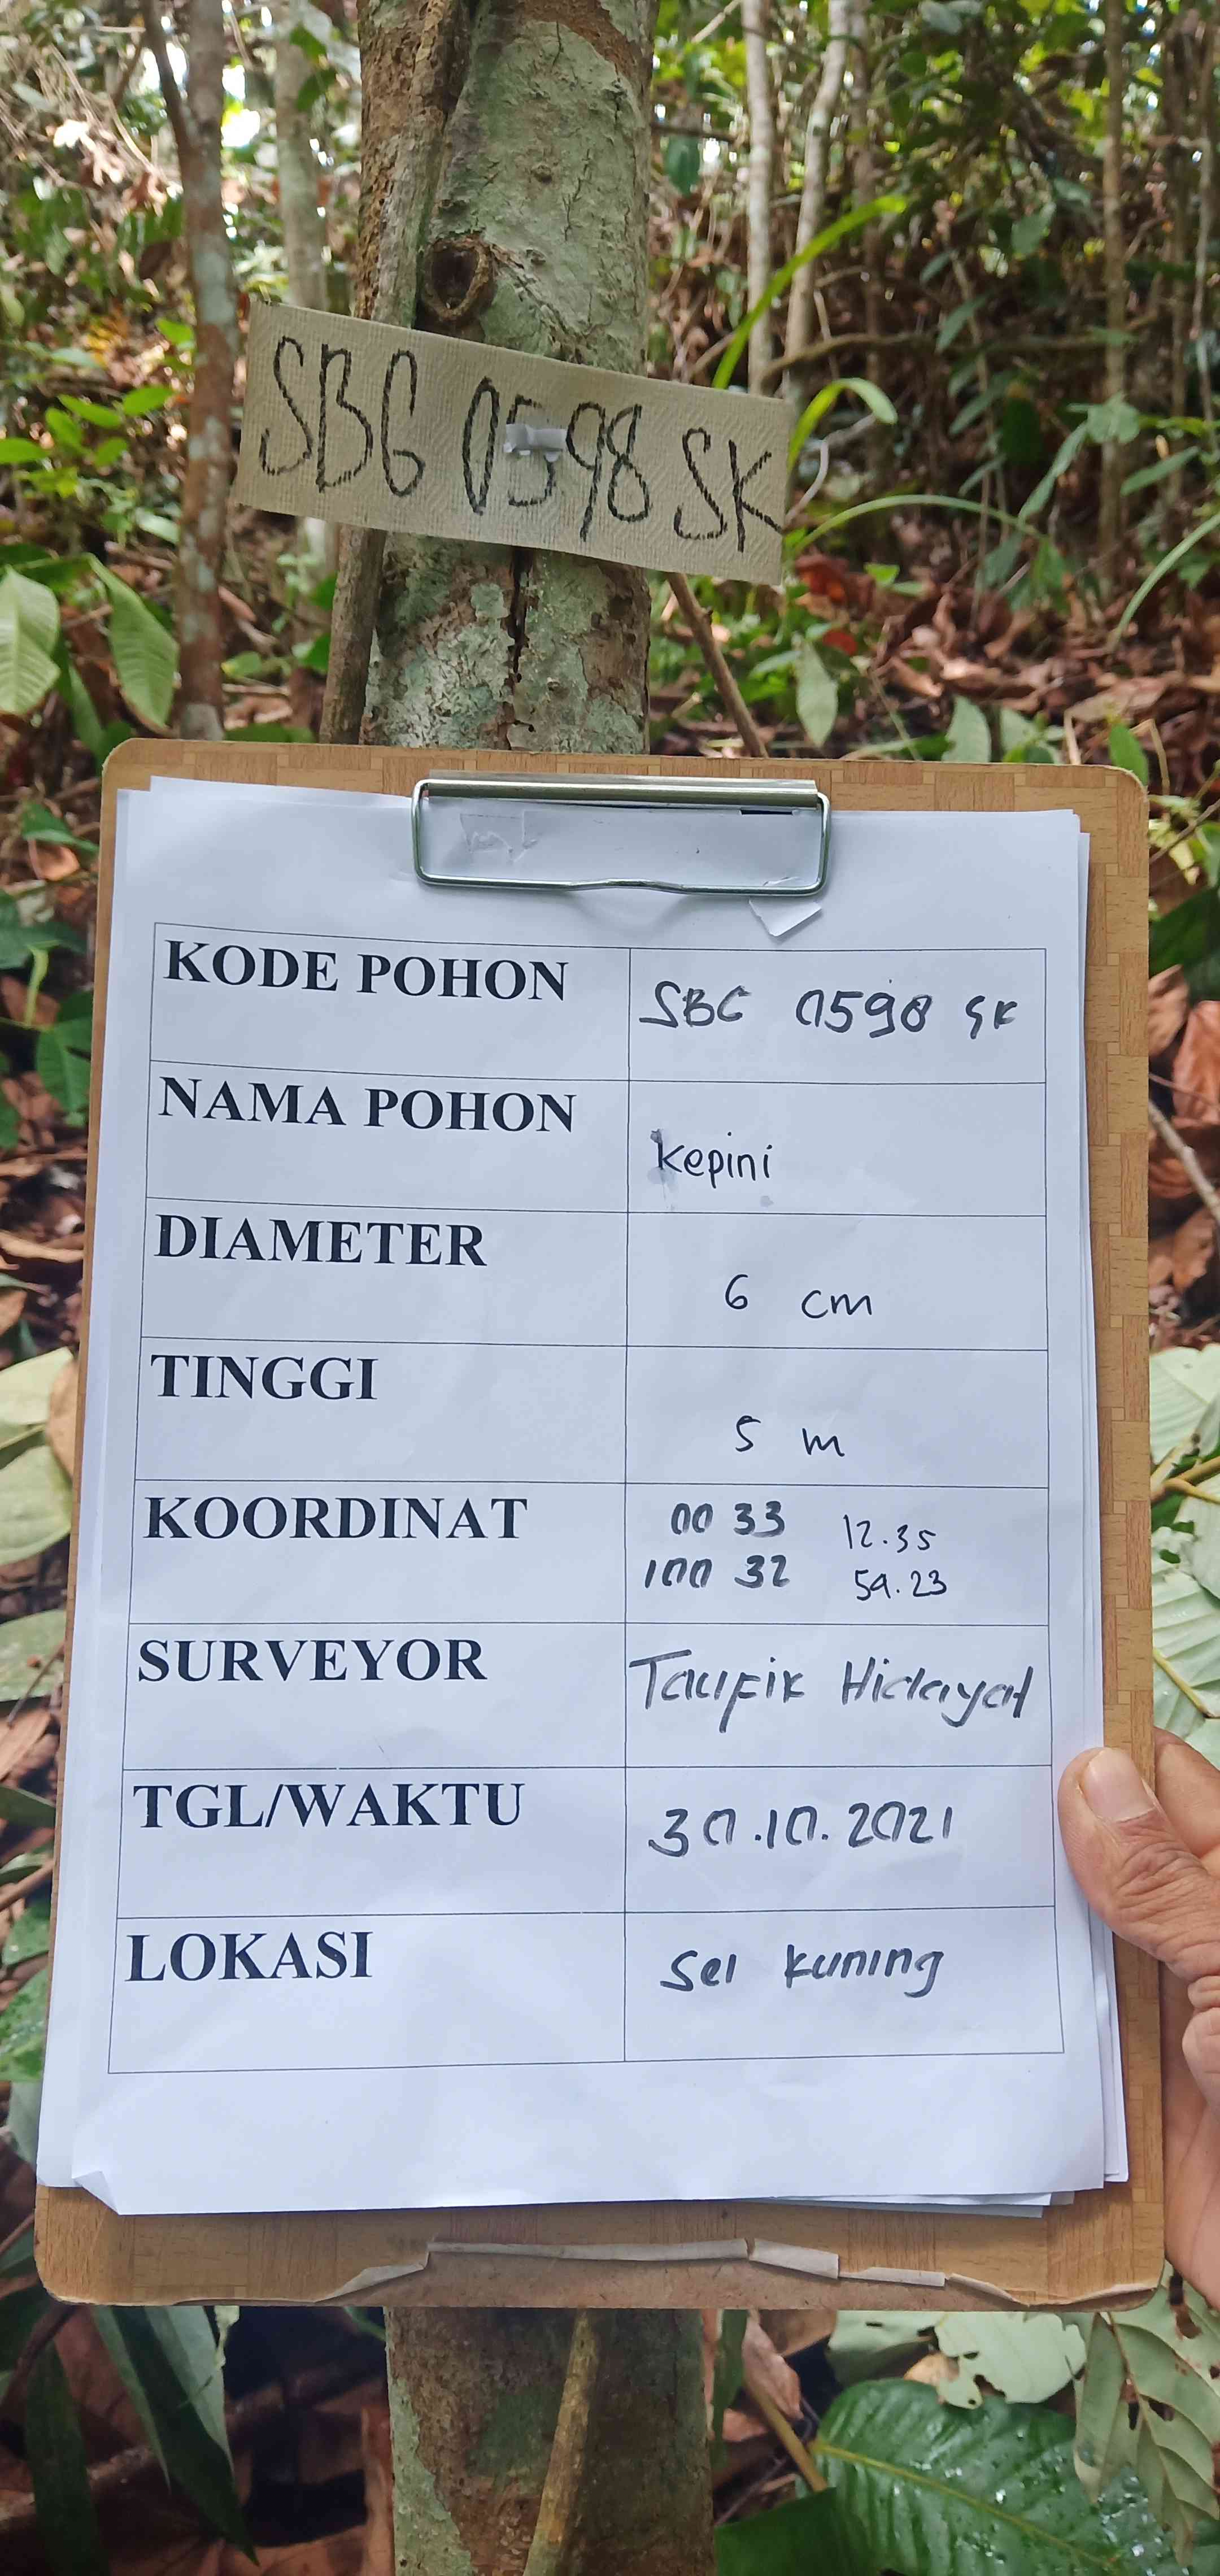 SBG 0598 SK
KODE POHON SBG 0598 SK
NAMA POHON kepini
DIAMETER 6 cm
TINGGI 5 m
KOORDINAT 00 33 12.35
100 32 59.23
SURVEYOR Taufik Hidayat
TGL/WAKTU 30.10.2021
LOKASI Sei kuning